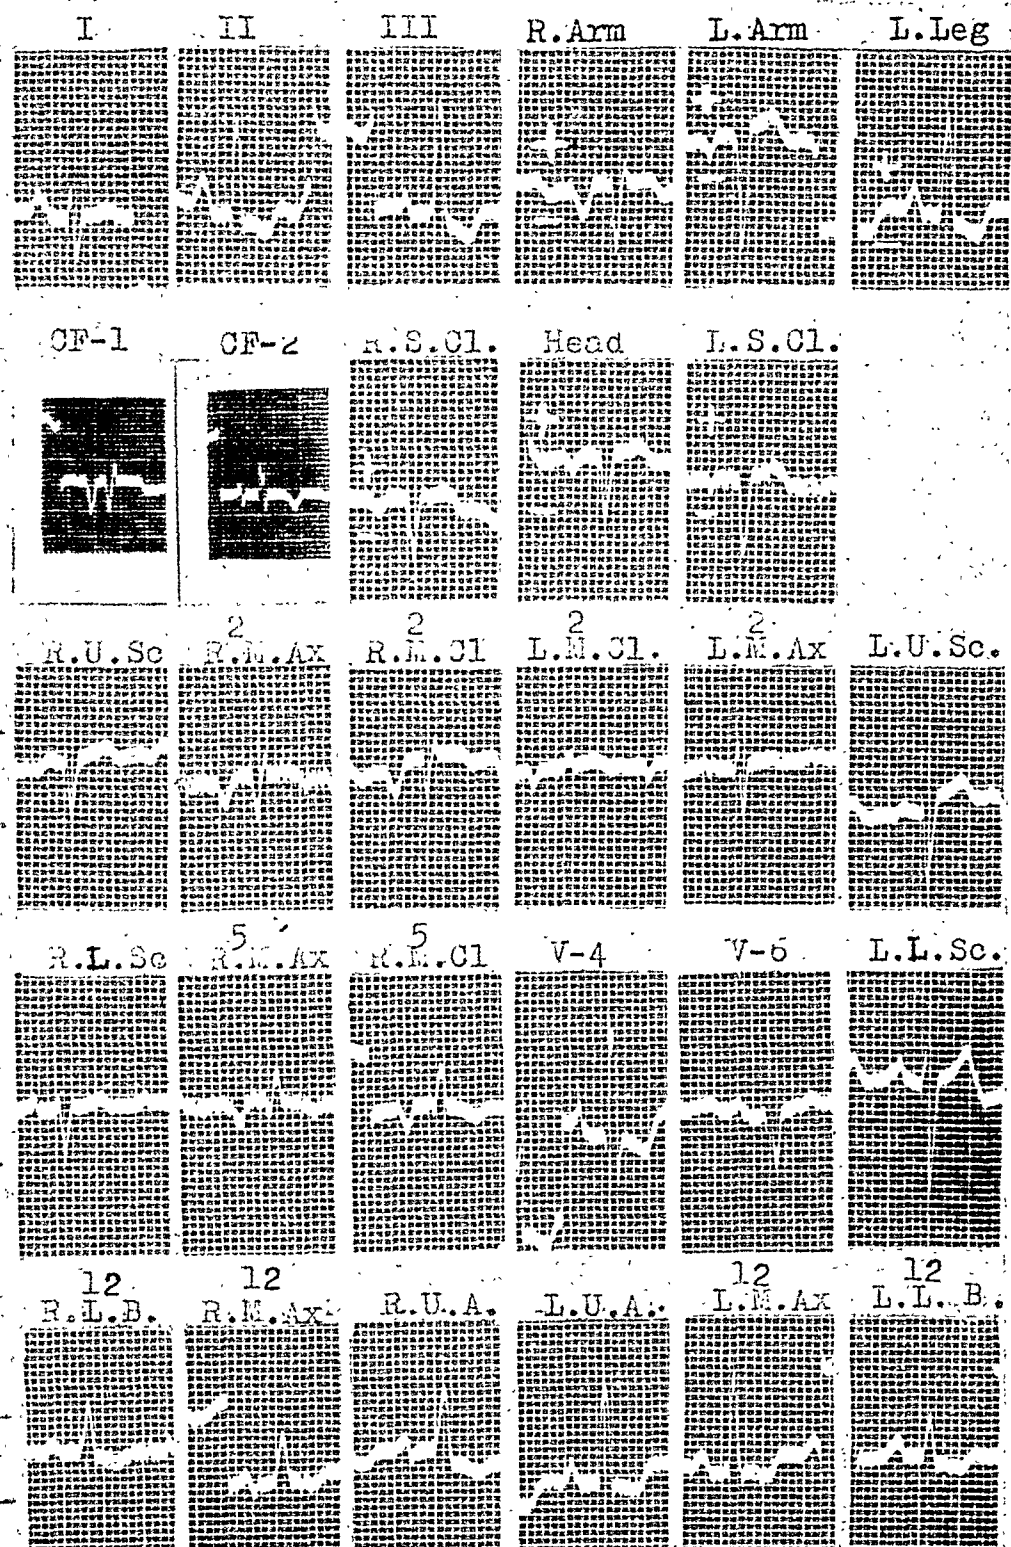 I II III R.Arm L.Arm L.Leg
CF-1 CF-2 R.S.Cl. Head L.S.Cl.
2 2 2 2
R.U.Sc R.M.Ax R.M.Cl L.M.Cl. L.M.Ax L.U.Sc.
5 5
R.L.Sc R.M.Ax R.M.Cl V-4 V-6 L.L.Sc.
12 12 12 12
R.L.B. R.M.Ax R.U.A. L.U.A. L.M.Ax L.L.B.